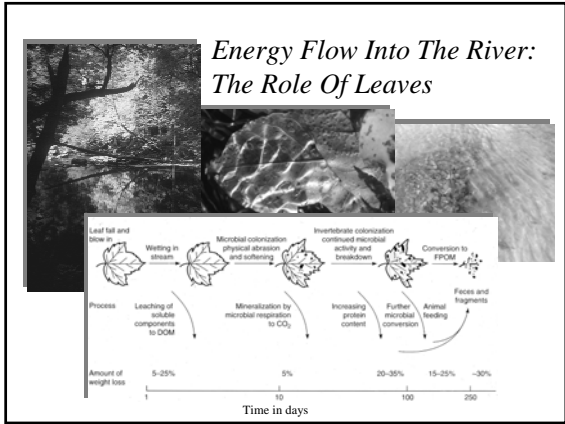 Energy Flow Into The River:
The Role Of Leaves
Leaf fall and
blow in
Wetting in
stream
Microbial colonization
physical abrasion
and softening
Invertebrate colonization
continued microbial
activity and
breakdown
Conversion to
FPOM
Process
Leaching of
soluble
components
to DOM
Mineralization by
microbial respiration
to CO2
Increasing
protein
content
Further
microbial
conversion
Animal
feeding
Feces and
fragments
Amount of
weight loss
5–25%
5%
20–35%
15–25%
~30%
1
10
100
250
Time in days